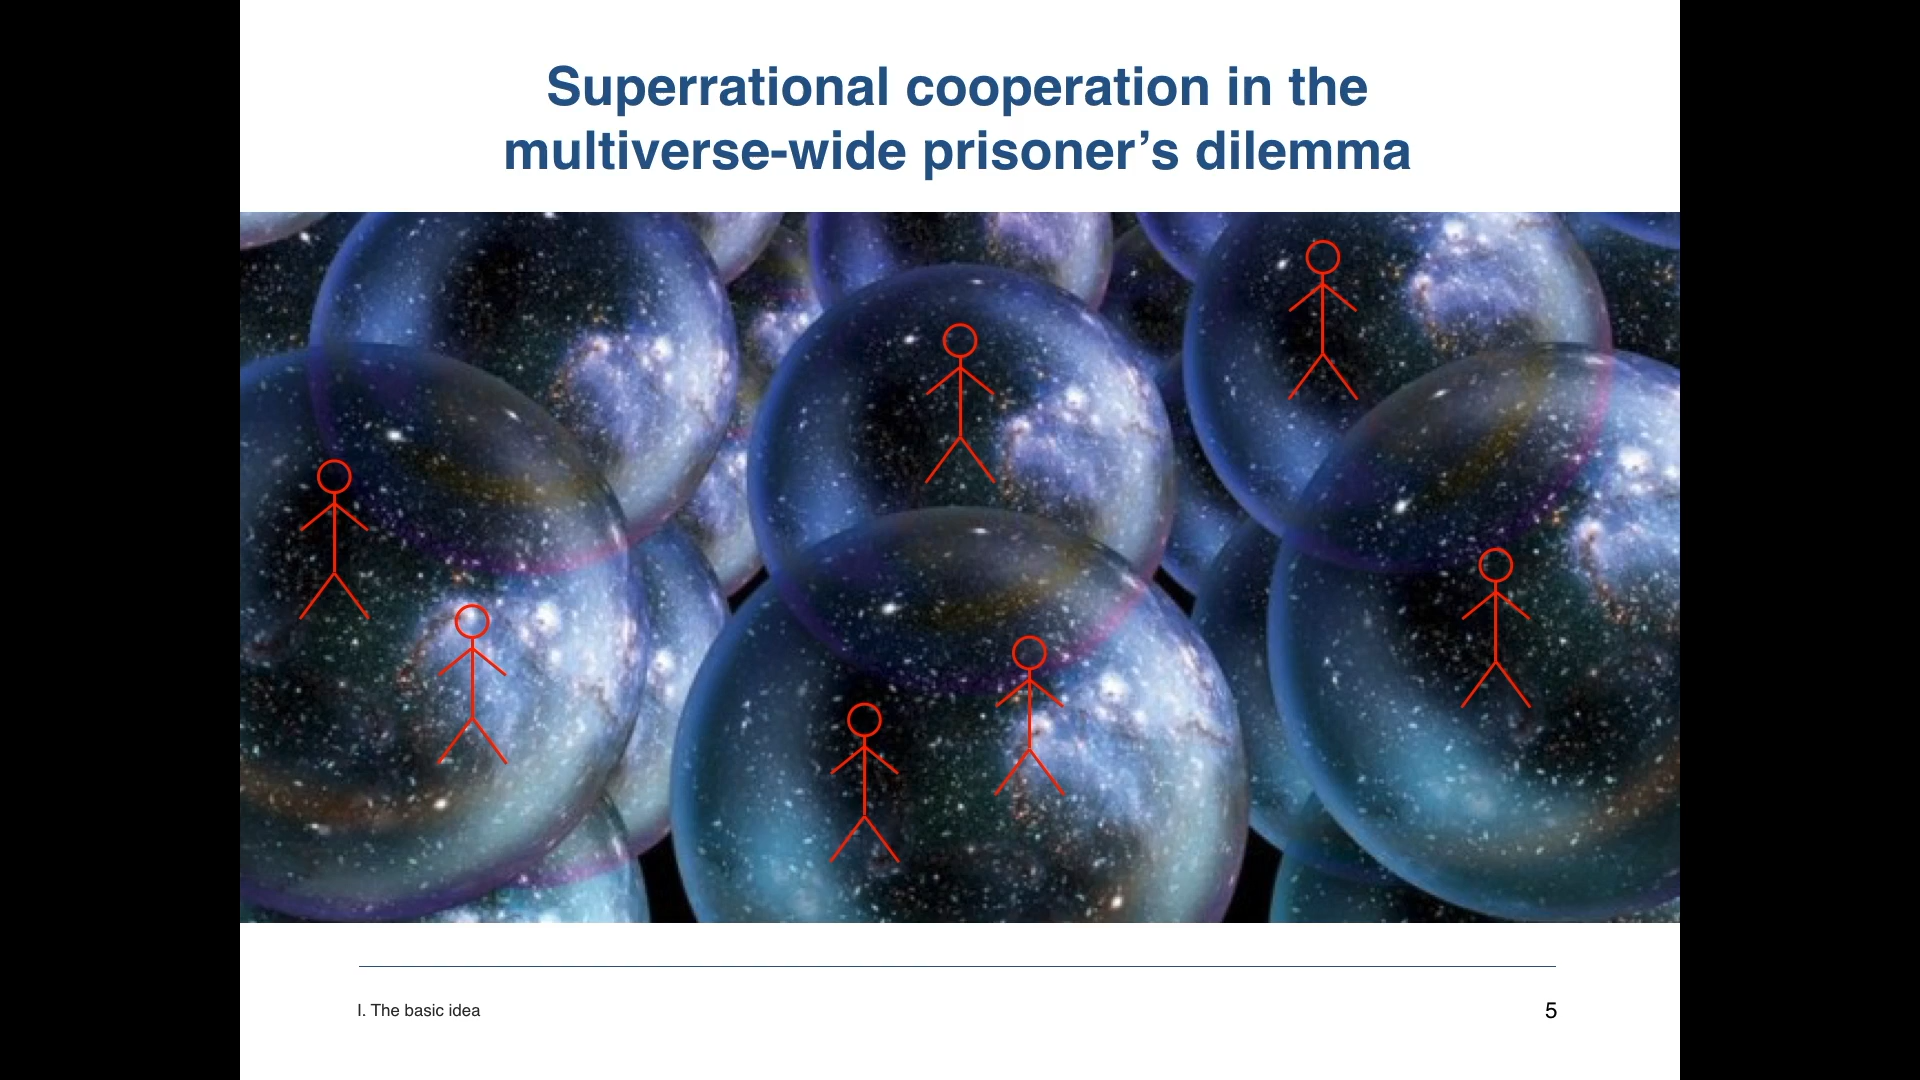 Superrational cooperation in the
multiverse-wide prisoner’s dilemma
I. The basic idea
5